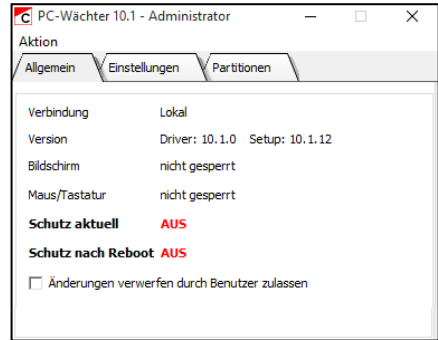 PC-Wächter 10.1 - Administrator
Aktion
Allgemein Einstellungen Partitionen
Verbindung Lokal
Version Driver: 10.1.0 Setup: 10.1.12
Bildschirm nicht gesperrt
Maus/Tastatur nicht gesperrt
Schutz aktuell AUS
Schutz nach Reboot AUS
Änderungen verwerfen durch Benutzer zulassen